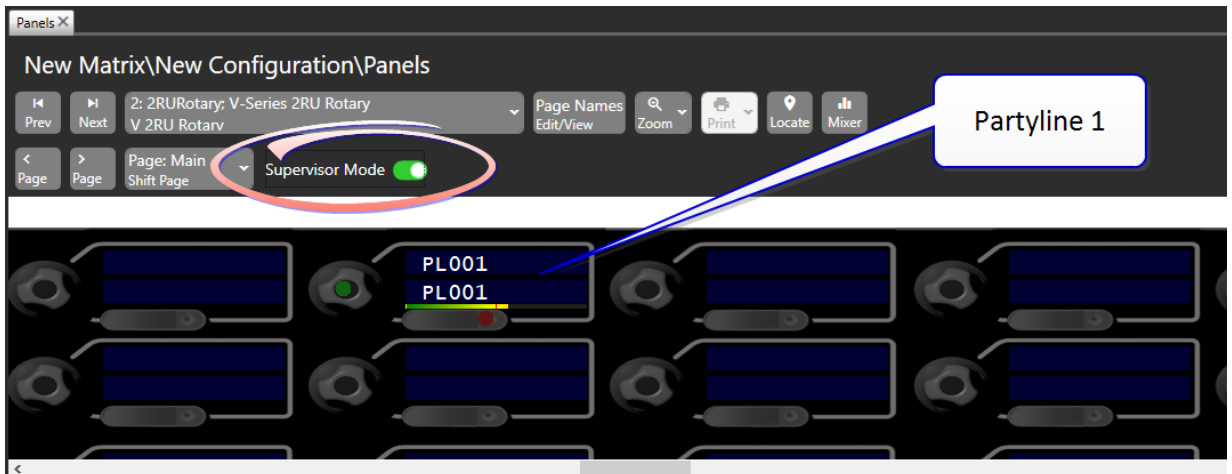 Panels
New Matrix\New Configuration\Panels
Prev
Next
2: 2RURotary: V-Series 2RU Rotary
V 2RU Rotary
Page Names
Edit/View
Zoom
Print
Locate
Mixer
Partyline 1
Page
Page
Page: Main
Shift Page
Supervisor Mode
PL001
PL001